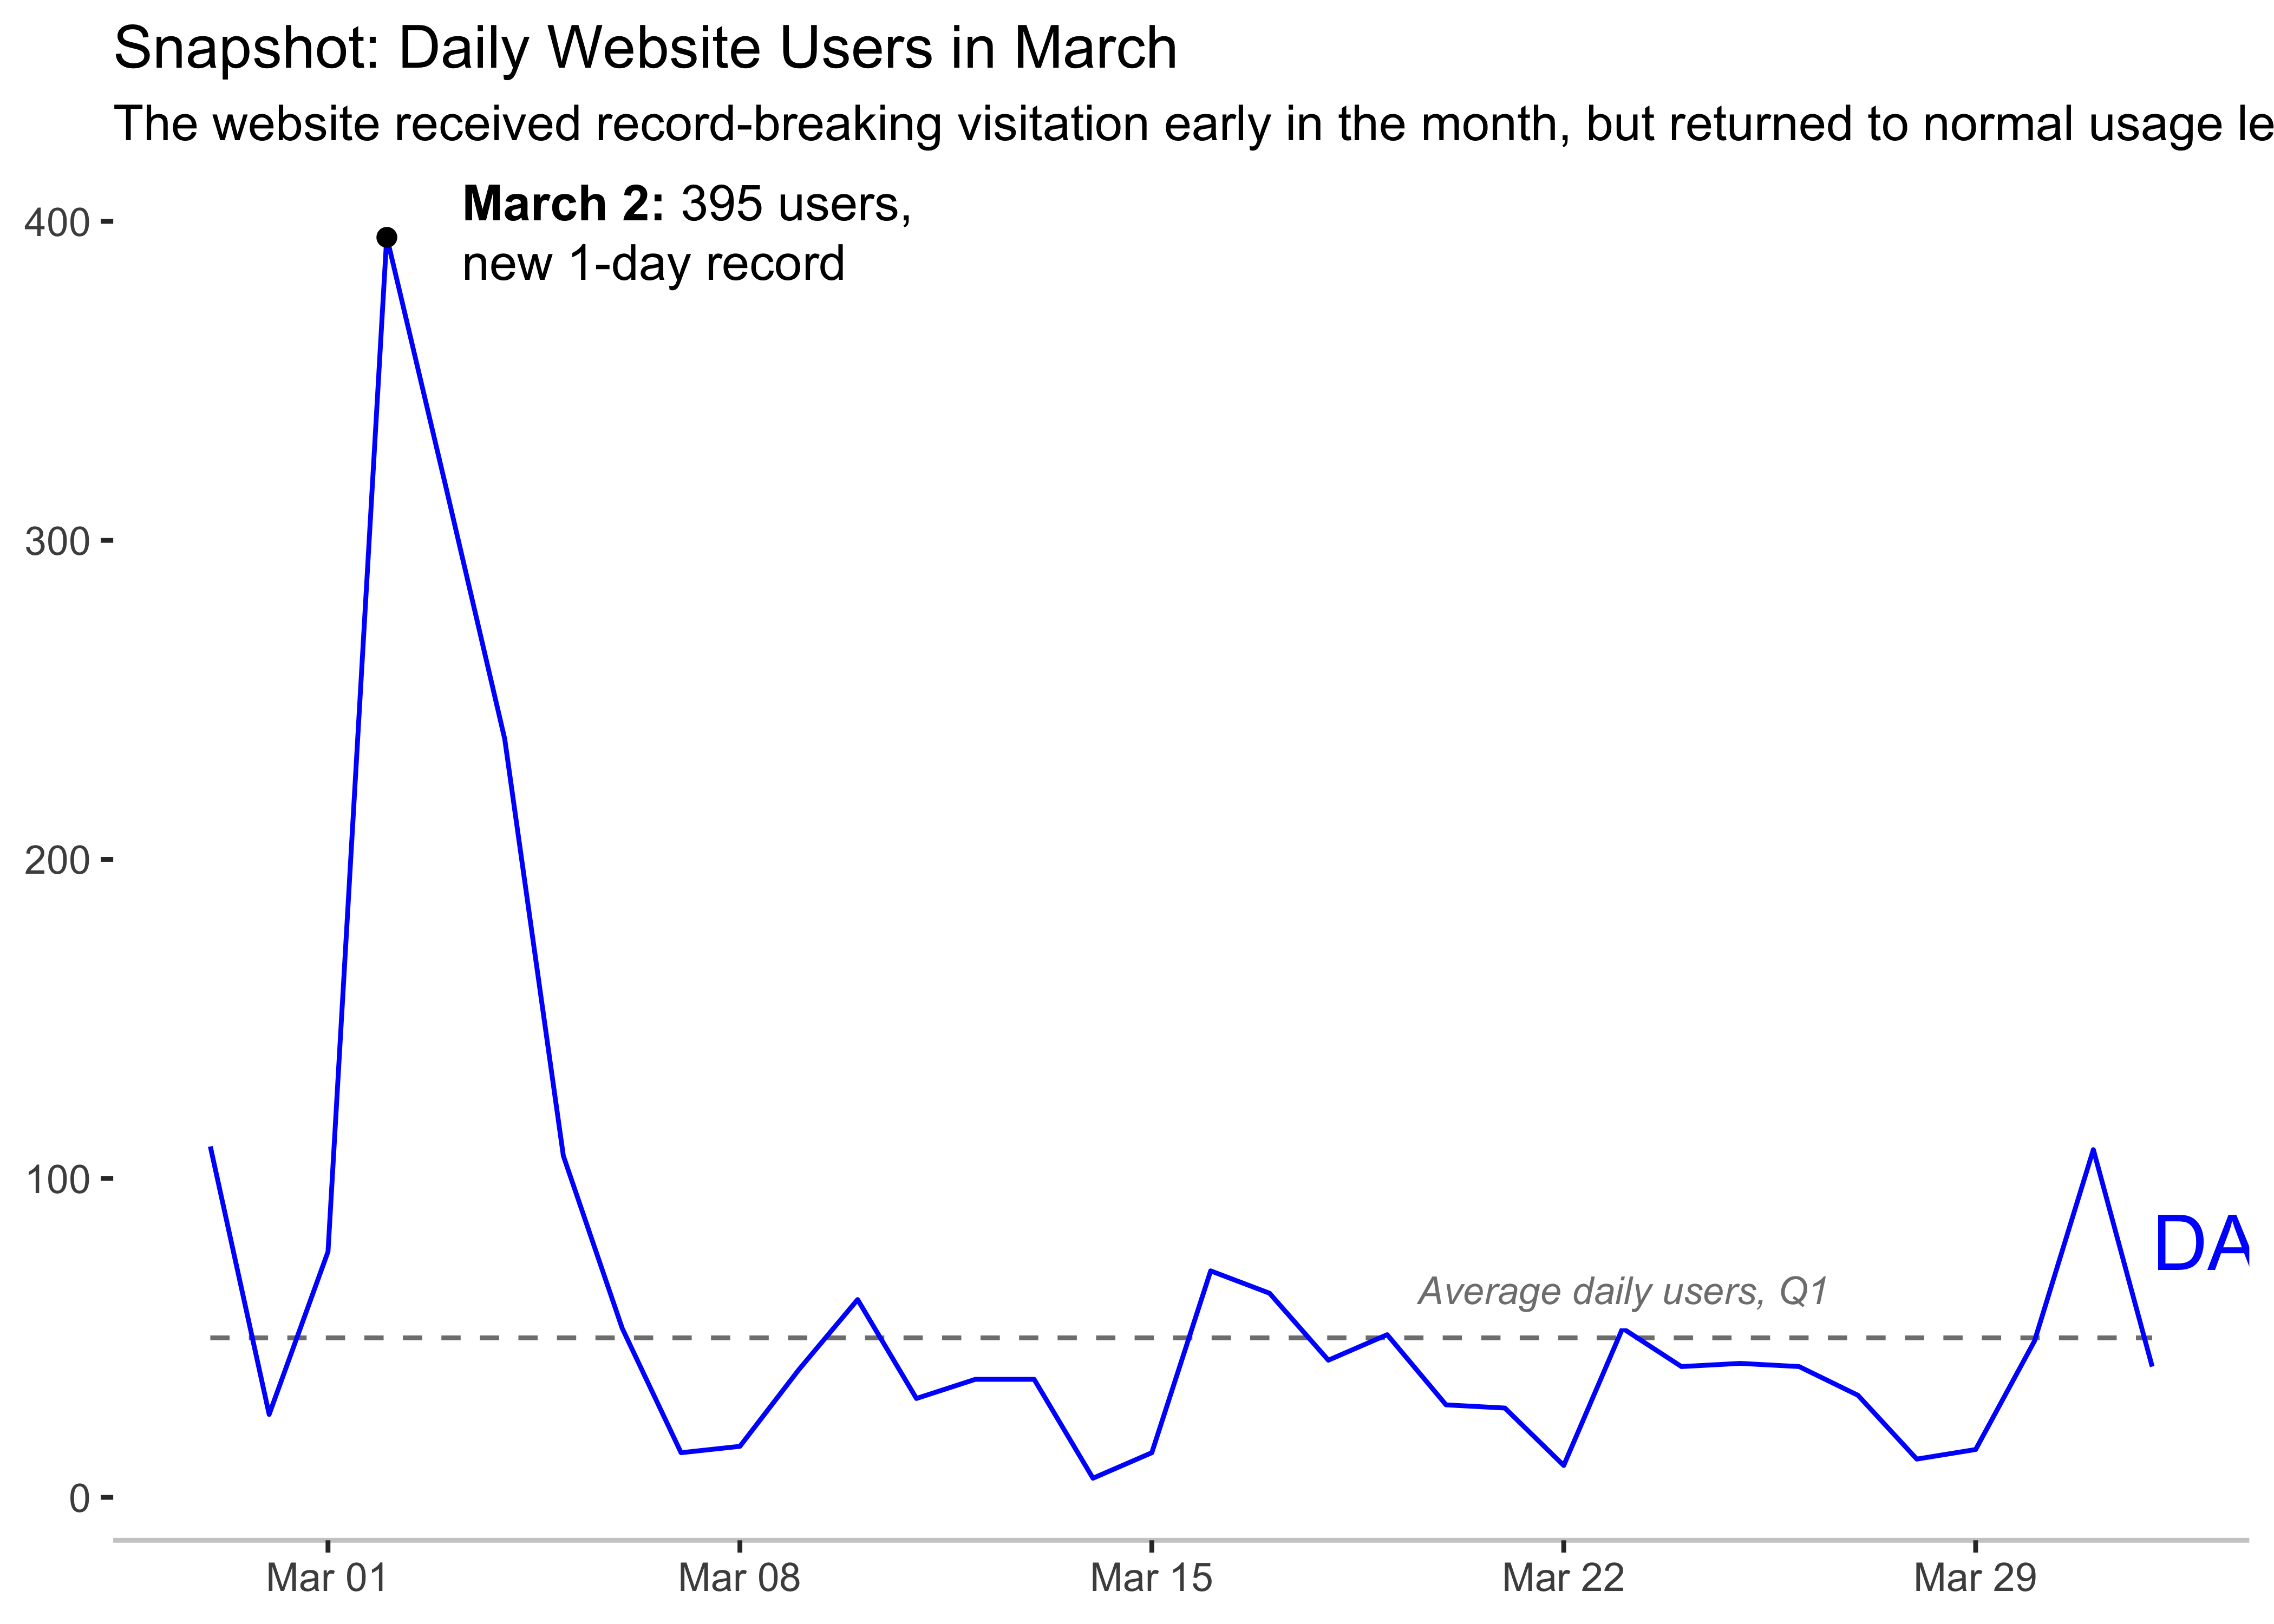 Snapshot: Daily Website Users in March
The website received record-breaking visitation early in the month, but returned to normal usage le
March 2: 395 users,
new 1-day record
400
300
200
100
0
Average daily users, Q1
DA
Mar 01
Mar 08
Mar 15
Mar 22
Mar 29